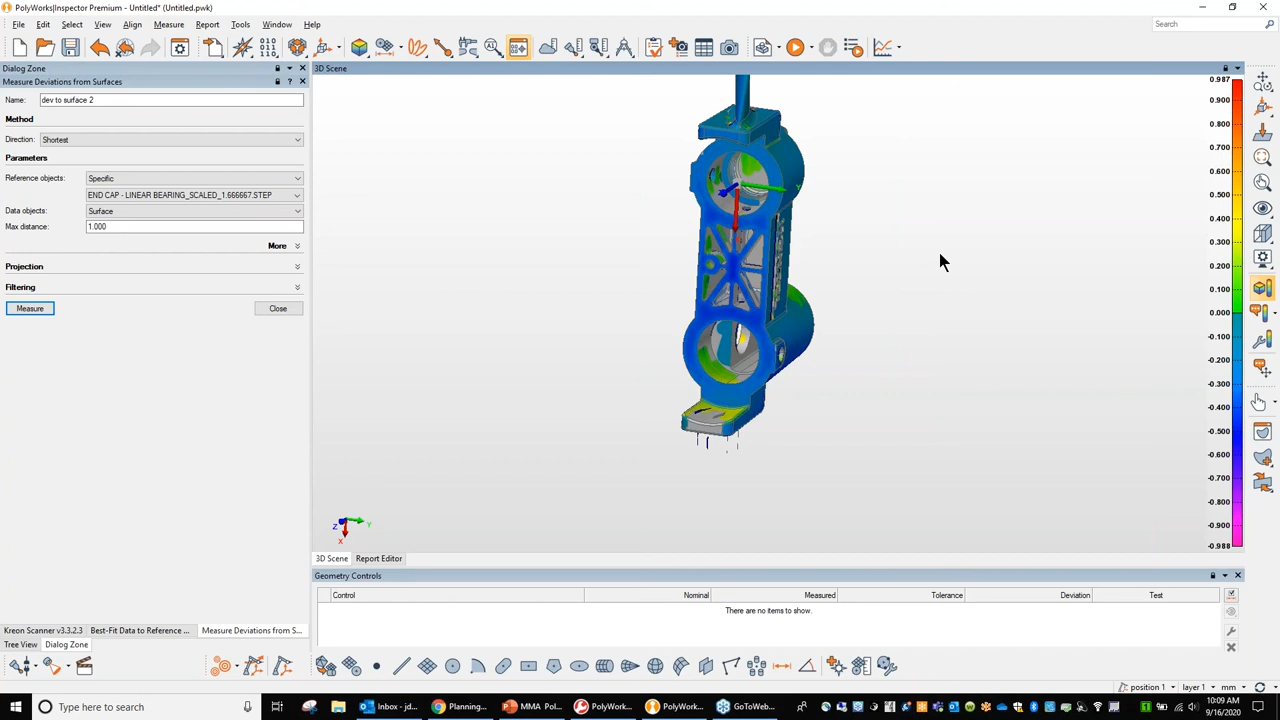 PolyWorks|Inspector Premium - Untitled* (Untitled.pwk)
File Edit Select View Align Measure Report Tools Window Help
Search
Dialog Zone
3D Scene
Measure Deviations from Surfaces
Name: dev to surface 2
Method
Direction: Shortest
Parameters
Reference objects: Specific
END CAP - LINEAR BEARING_SCALED_1.666667.STEP
Data objects: Surface
Max distance: 1.000
More
Projection
Filtering
Measure Close
0.987
0.900
0.800
0.700
0.600
0.500
0.400
0.300
0.200
0.100
0.000
-0.100
-0.200
-0.300
-0.400
-0.500
-0.600
-0.700
-0.800
-0.900
-0.988
Y
Z Y
X
3D Scene Report Editor
Geometry Controls
Control Nominal Measured Tolerance Deviation Test
There are no items to show.
Kreon Scanner v3.3.2.3 Best-Fit Data to Reference ... Measure Deviations from S...
Tree View Dialog Zone
position 1 layer 1 mm
Type here to search
Inbox - jd... Planning... MMA Pol... PolyWork... PolyWork... GoToWeb...
10:09 AM
9/16/2020